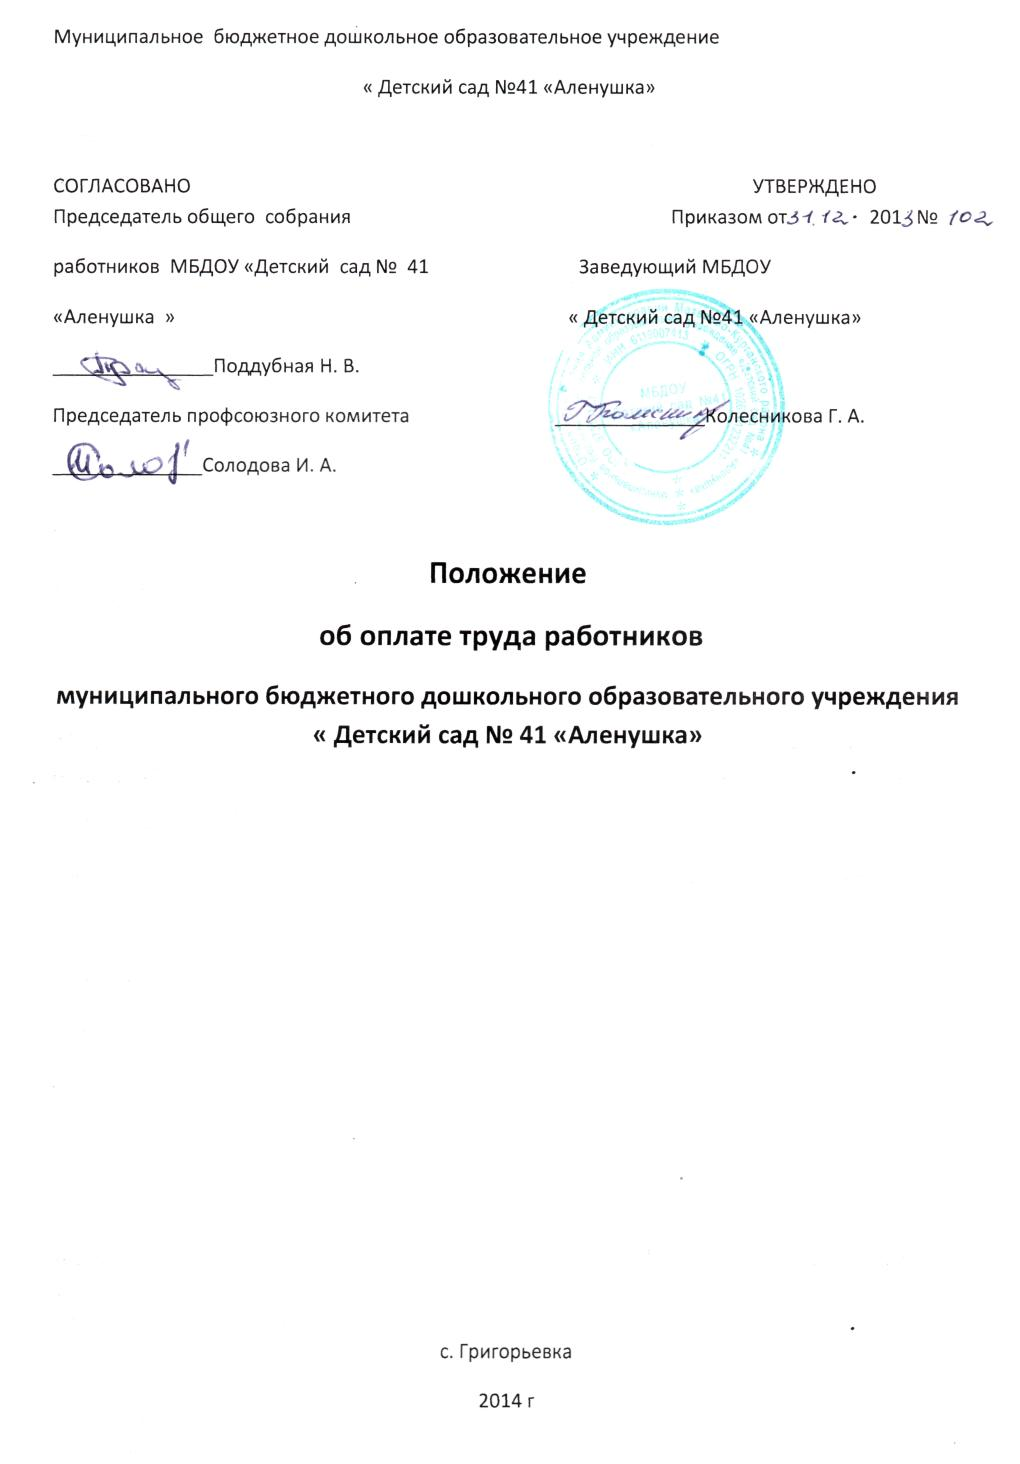 Муниципальное бюджетное дошкольное образовательное учреждение
« Детский сад №41 «Аленушка»
СОГЛАСОВАНО УТВЕРЖДЕНО
Председатель общего собрания Приказом от 31.12. 2013 № 102
работников МБДОУ «Детский сад № 41 Заведующий МБДОУ
«Аленушка » « Детский сад №41 «Аленушка»
Поддубная Н. В.
Председатель профсоюзного комитета Колесникова Г. А.
Солодова И. А.
МБДОУ
Положение
об оплате труда работников
муниципального бюджетного дошкольного образовательного учреждения
« Детский сад № 41 «Аленушка»
с. Григорьевка
2014 г